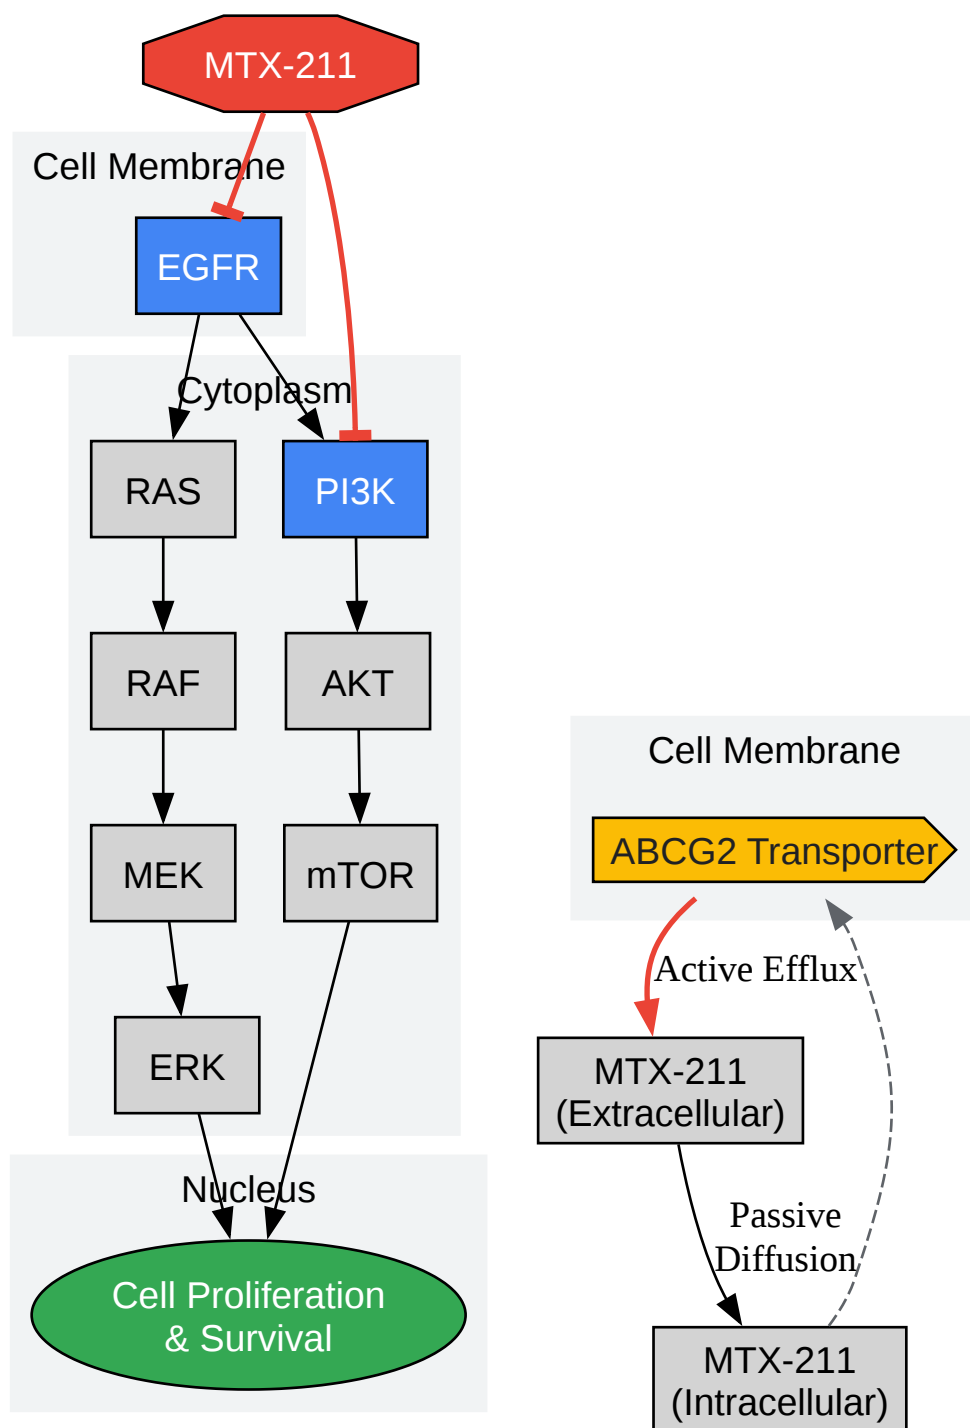 MTX-211
Cell Membrane
EGFR
Cytoplasm
RAS
PI3K
RAF
AKT
MEK
mTOR
ERK
Nucleus
Cell Proliferation
& Survival
Cell Membrane
ABCG2 Transporter
Active Efflux
MTX-211
(Extracellular)
Passive
Diffusion
MTX-211
(Intracellular)